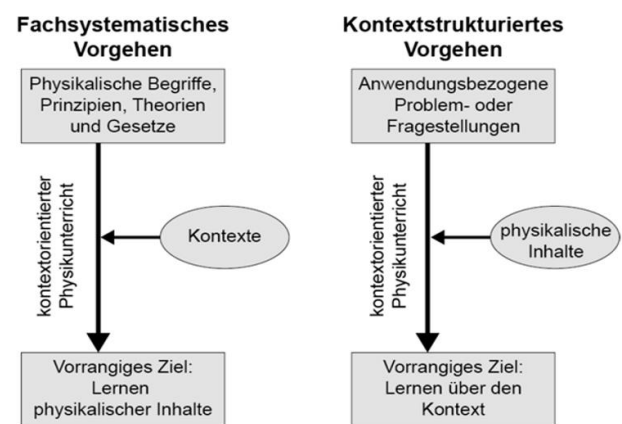 Fachsystematisches
Vorgehen
Physikalische Begriffe,
Prinzipien, Theorien
und Gesetze
kontextorientierter
Physikunterricht
Kontexte
Vorrangiges Ziel:
Lernen
physikalischer Inhalte
Kontextstrukturiertes
Vorgehen
Anwendungsbezogene
Problem- oder
Fragestellungen
kontextorientierter
Physikunterricht
physikalische
Inhalte
Vorrangiges Ziel:
Lernen über den
Kontext